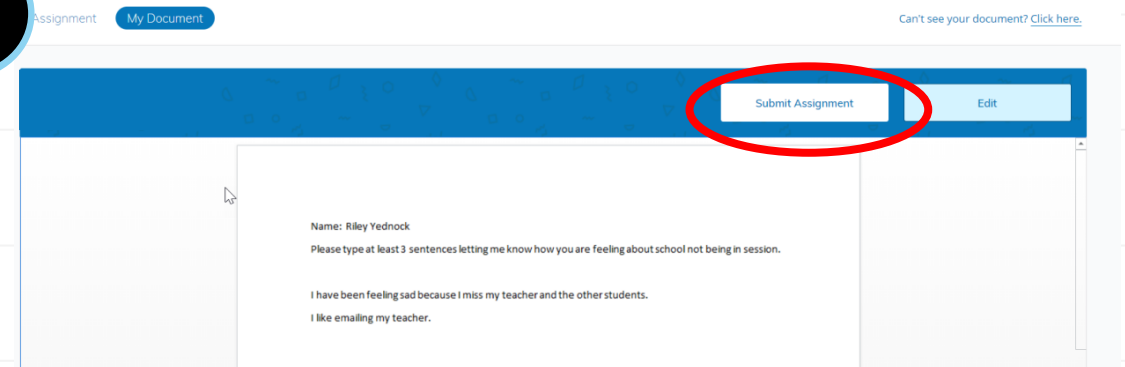 Assignment My Document Can't see your document? Click here.
Submit Assignment Edit
Name: Riley Yednock
Please type at least 3 sentences letting me know how you are feeling about school not being in session.
I have been feeling sad because I miss my teacher and the other students.
I like emailing my teacher.